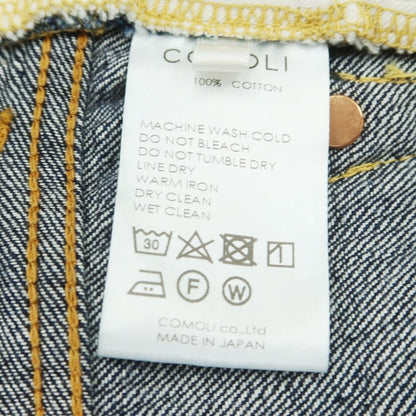 COMOLI
100% COTTON
MACHINE WASH COLD
DO NOT BLEACH
DO NOT TUMBLE DRY
LINE DRY
WARM IRON
DRY CLEAN
WET CLEAN
30 1
F W
COMOLI co.,Ltd
MADE IN JAPAN